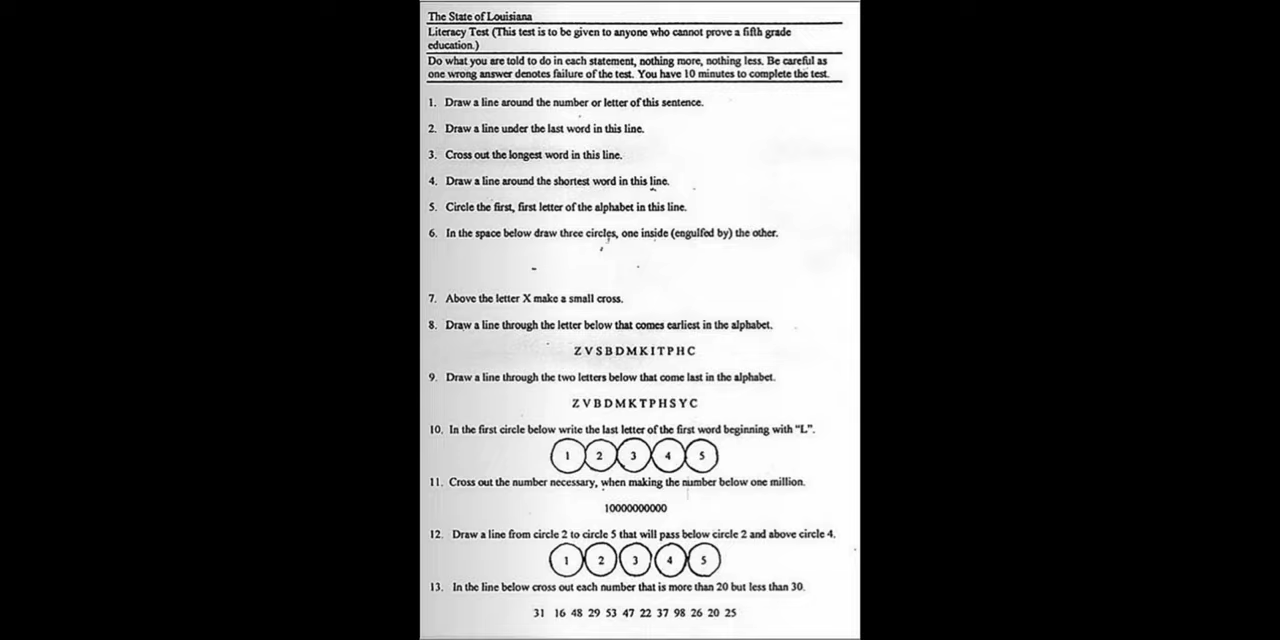 The State of Louisiana
Literacy Test (This test is to be given to anyone who cannot prove a fifth grade
education.)
Do what you are told to do in each statement, nothing more, nothing less. Be careful as
one wrong answer denotes failure of the test. You have 10 minutes to complete the test.
1. Draw a line around the number or letter of this sentence.
2. Draw a line under the last word in this line.
3. Cross out the longest word in this line.
4. Draw a line around the shortest word in this line.
5. Circle the first, first letter of the alphabet in this line.
6. In the space below draw three circles, one inside (engulfed by) the other.
7. Above the letter X make a small cross.
8. Draw a line through the letter below that comes earliest in the alphabet.
Z V S B D M K I T P H C
9. Draw a line through the two letters below that come last in the alphabet.
Z V B D M K T P H S Y C
10. In the first circle below write the last letter of the first word beginning with "L".
1 2 3 4 5
11. Cross out the number necessary, when making the number below one million.
10000000000
12. Draw a line from circle 2 to circle 5 that will pass below circle 2 and above circle 4.
1 2 3 4 5
13. In the line below cross out each number that is more than 20 but less than 30.
31 16 48 29 53 47 22 37 98 26 20 25